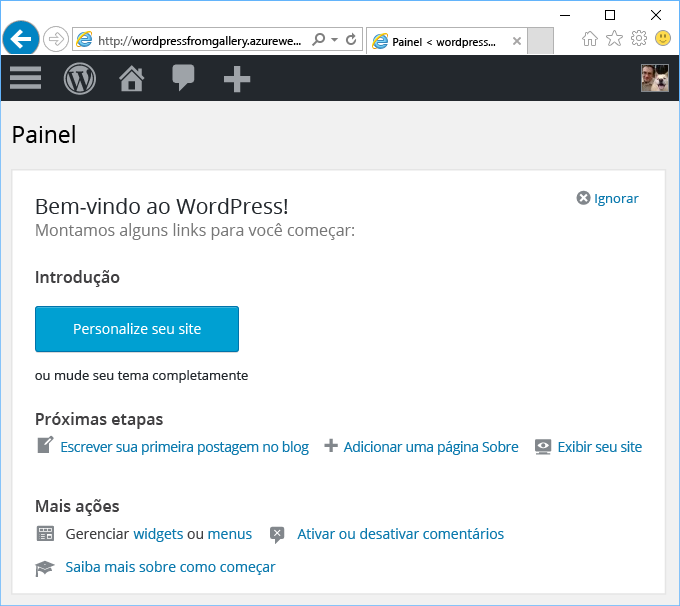 http://wordpressfromgallery.azurewe...
Painel < wordpress...
Painel
Bem-vindo ao WordPress!
Ignorar
Montamos alguns links para você começar:
Introdução
Personalize seu site
ou mude seu tema completamente
Próximas etapas
Escrever sua primeira postagem no blog Adicionar uma página Sobre Exibir seu site
Mais ações
Gerenciar widgets ou menus Ativar ou desativar comentários
Saiba mais sobre como começar